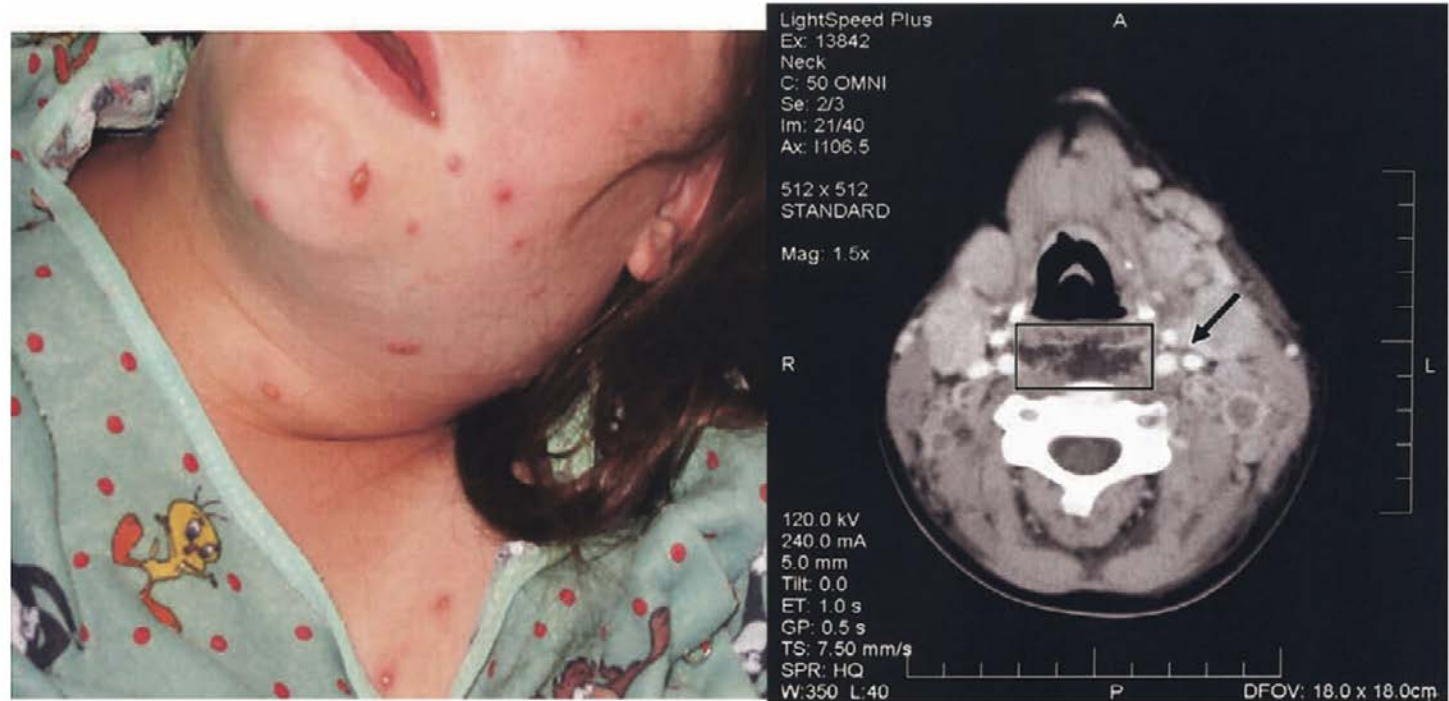 LightSpeed Plus
Ex: 13842
Neck
C: 50 OMNI
Se: 2/3
Im: 21/40
Ax: I106.5
512 x 512
STANDARD
Mag: 1.5x
A
R
L
120.0 kV
240.0 mA
5.0 mm
Tilt: 0.0
ET: 1.0 s
GP: 0.5 s
TS: 7.50 mm/s
SPR: HQ
W:350 L:40
P
DFOV: 18.0 x 18.0cm